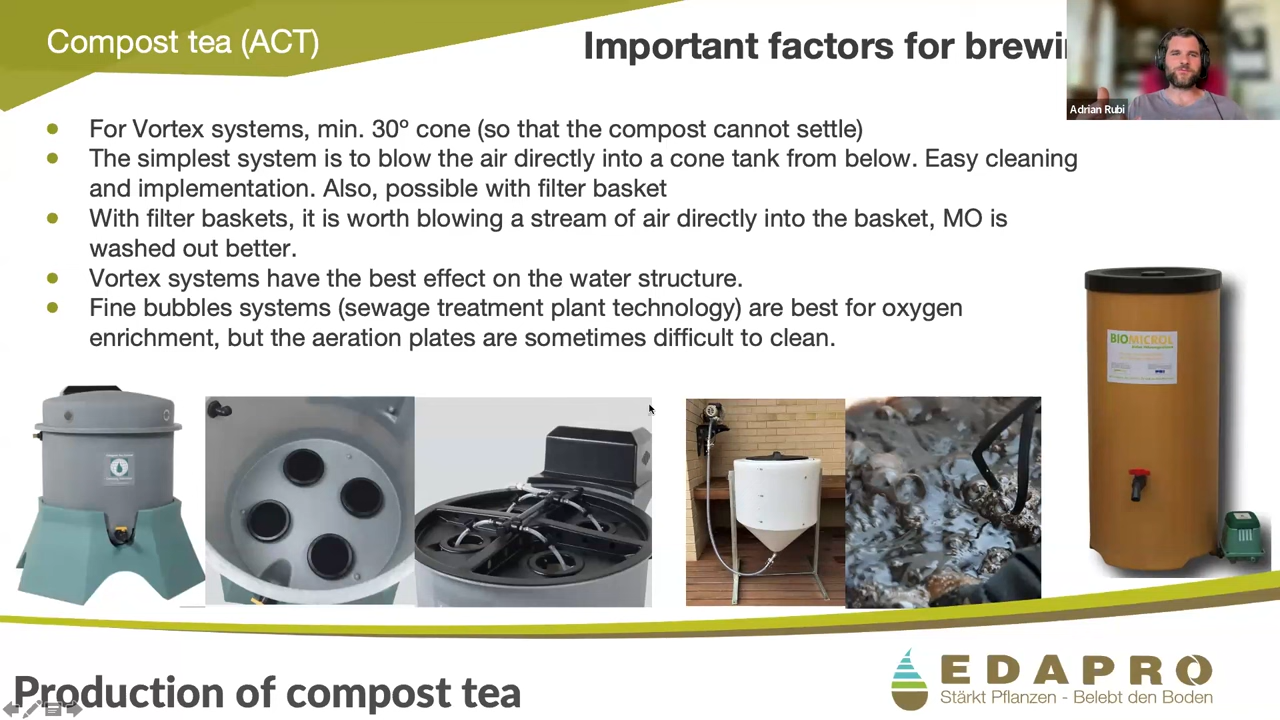 Compost tea (ACT)
Important factors for brewi
Adrian Rubi
For Vortex systems, min. 30º cone (so that the compost cannot settle)
The simplest system is to blow the air directly into a cone tank from below. Easy cleaning
and implementation. Also, possible with filter basket
With filter baskets, it is worth blowing a stream of air directly into the basket, MO is
washed out better.
Vortex systems have the best effect on the water structure.
Fine bubbles systems (sewage treatment plant technology) are best for oxygen
enrichment, but the aeration plates are sometimes difficult to clean.
BIOMICROL
Production of compost tea
EDAPRO
Stärkt Pflanzen - Belebt den Boden